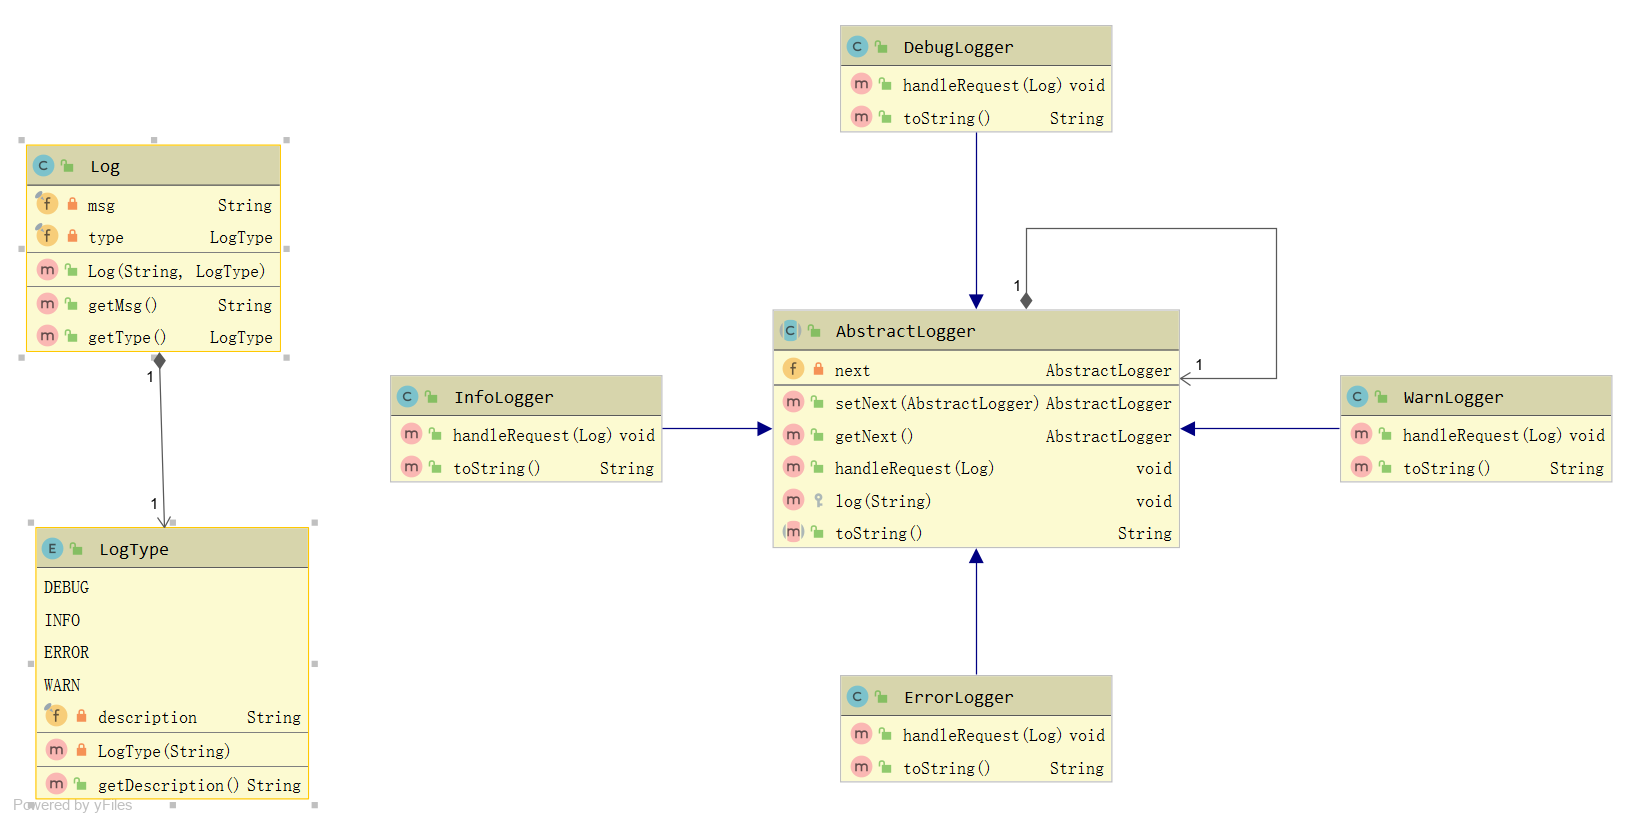 C DebugLogger
m handleRequest(Log) void
m toString() String
C Log
f msg String
f type LogType
m Log(String, LogType)
m getMsg() String
m getType() LogType
1
1
E LogType
DEBUG
INFO
ERROR
WARN
f description String
m LogType(String)
m getDescription() String
C InfoLogger
m handleRequest(Log) void
m toString() String
1
C AbstractLogger
f next AbstractLogger
1
m setNext(AbstractLogger) AbstractLogger
m getNext() AbstractLogger
m handleRequest(Log) void
m log(String) void
m toString() String
C WarnLogger
m handleRequest(Log) void
m toString() String
C ErrorLogger
m handleRequest(Log) void
m toString() String
Powered by yFiles